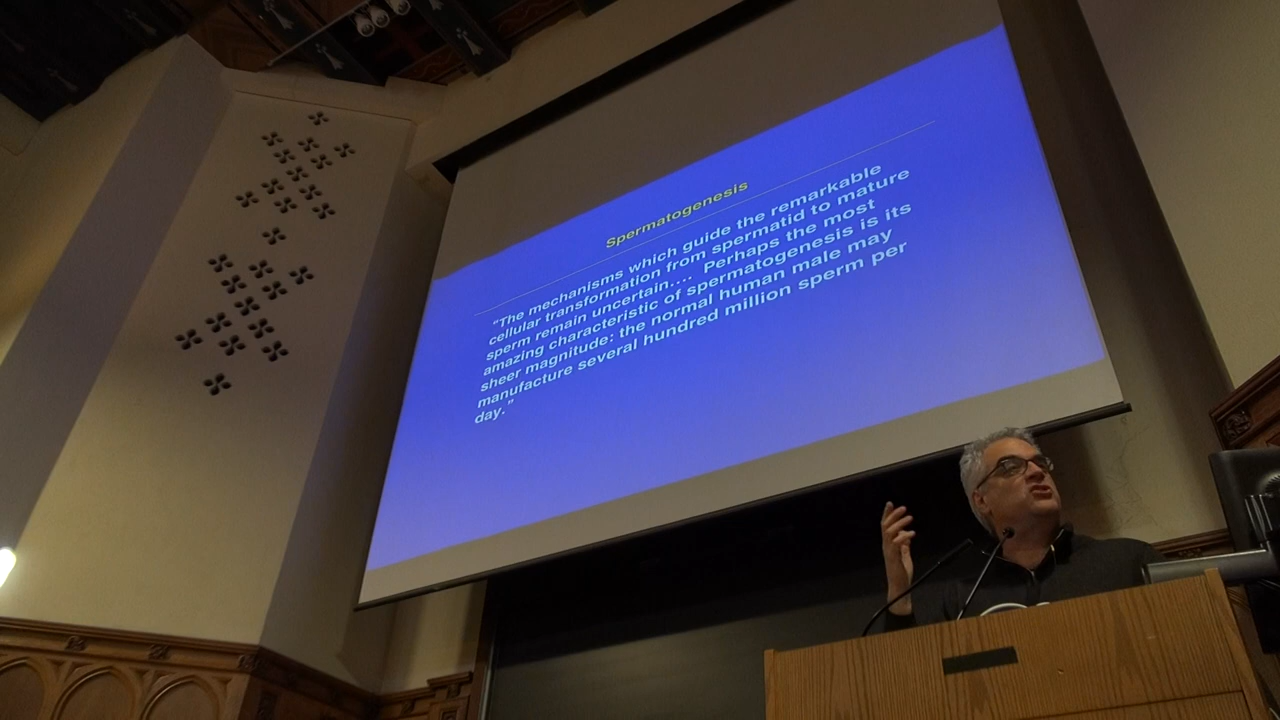 Spermatogenesis
"The mechanisms which guide the remarkable
cellular transformation from spermatid to mature
sperm remain uncertain... Perhaps the most
amazing characteristic of spermatogenesis is its
sheer magnitude: the normal human male may
manufacture several hundred million sperm per
day."